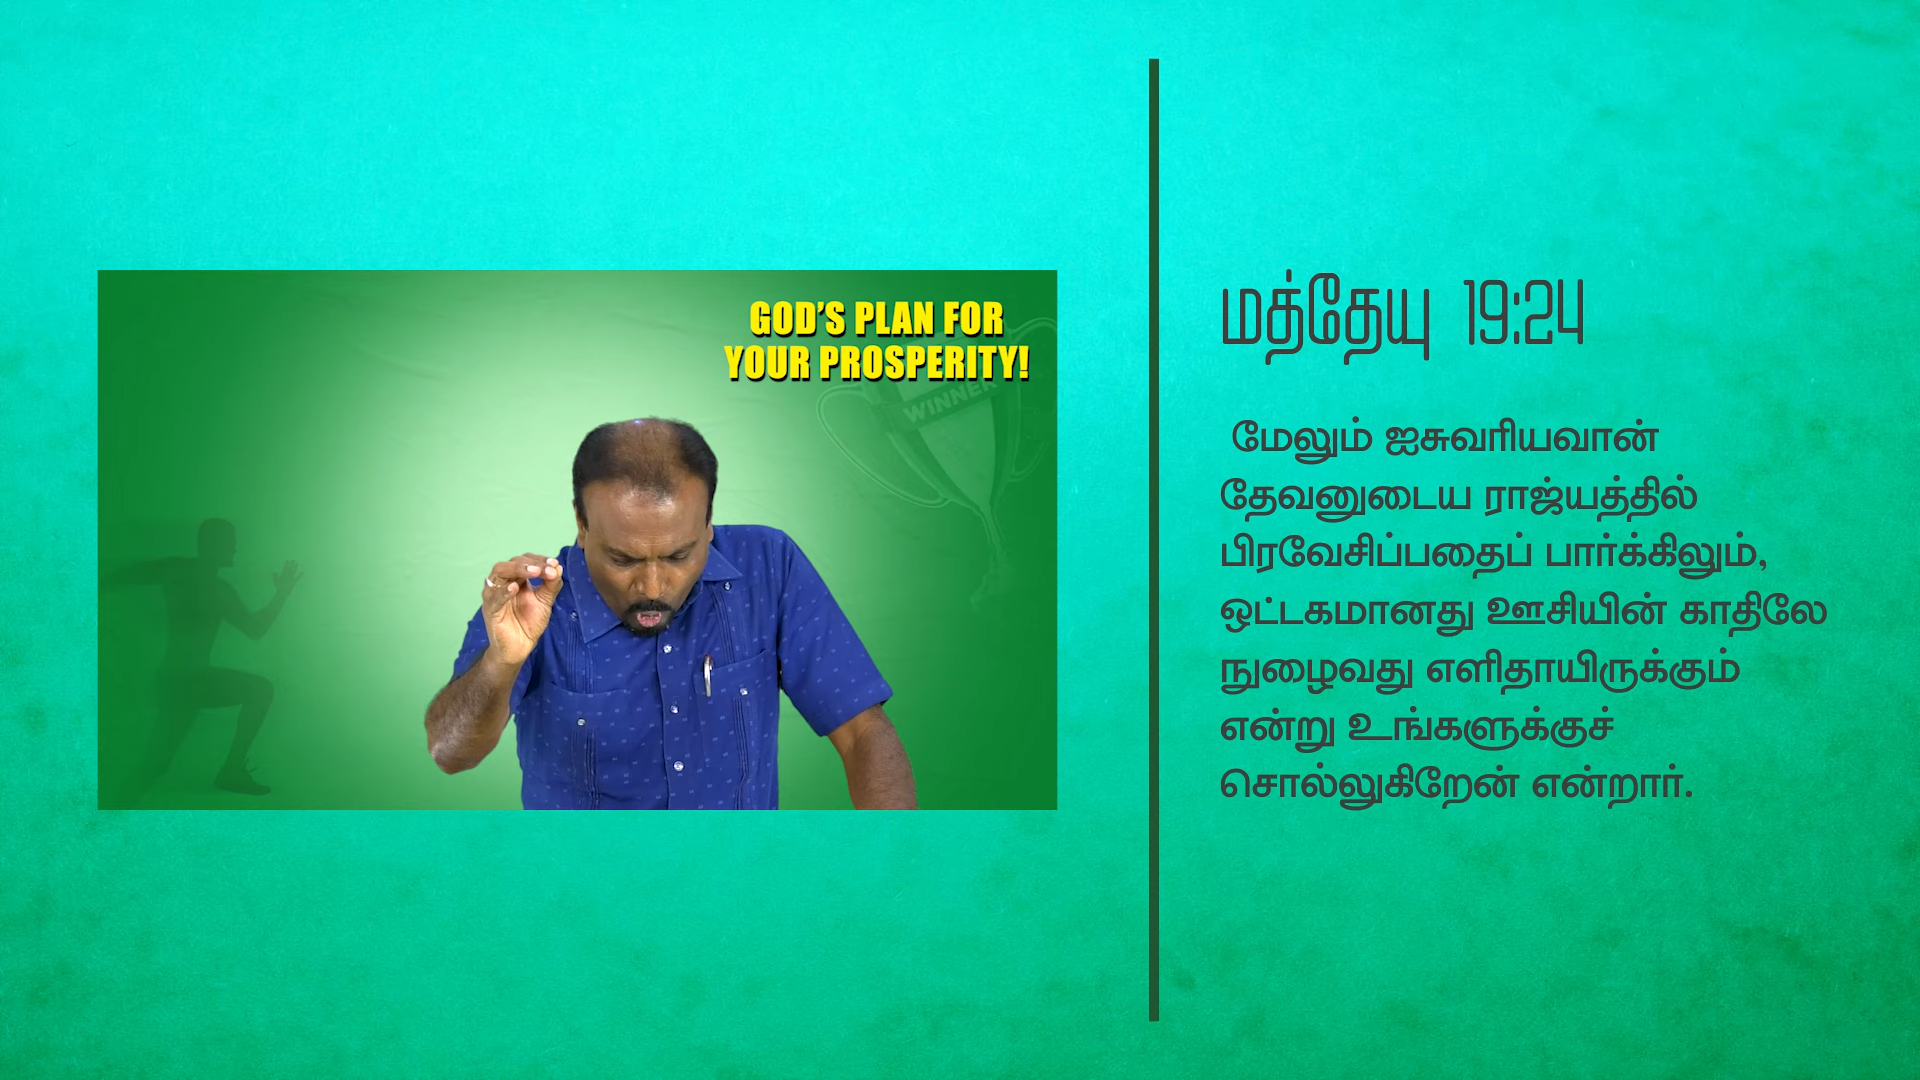 GOD'S PLAN FOR
YOUR PROSPERITY!
WINNER
மத்தேயு 19:24
மேலும் ஐசுவரியவான்
தேவனுடைய ராஜ்யத்தில்
பிரவேசிப்பதைப் பார்க்கிலும்,
ஒட்டகமானது ஊசியின் காதிலே
நுழைவது எளிதாயிருக்கும்
என்று உங்களுக்குச்
சொல்லுகிறேன் என்றார்.